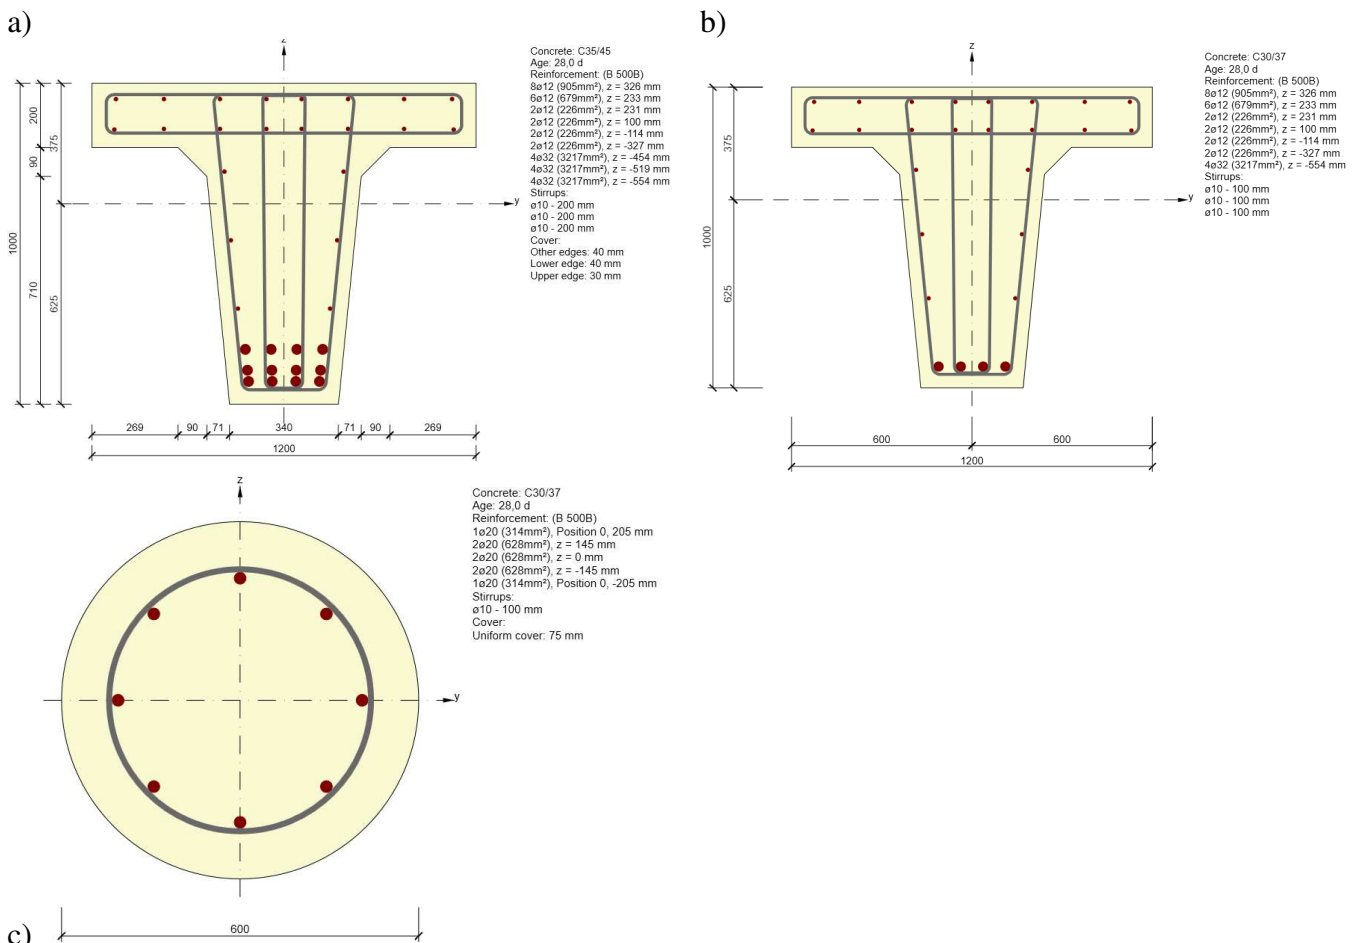 a)
z
Concrete: C35/45
Age: 28,0 d
Reinforcement: (B 500B)
8ø12 (905mm²), z = 326 mm
6ø12 (679mm²), z = 233 mm
2ø12 (226mm²), z = 231 mm
2ø12 (226mm²), z = 100 mm
2ø12 (226mm²), z = -114 mm
2ø12 (226mm²), z = -327 mm
4ø32 (3217mm²), z = -454 mm
4ø32 (3217mm²), z = -519 mm
4ø32 (3217mm²), z = -554 mm
Stirrups:
ø10 - 200 mm
ø10 - 200 mm
ø10 - 200 mm
Cover:
Other edges: 40 mm
Lower edge: 40 mm
Upper edge: 30 mm
y
1000
200
90
710
375
625
269 90 71 340 71 90 269
1200
b)
z
Concrete: C30/37
Age: 28,0 d
Reinforcement: (B 500B)
8ø12 (905mm²), z = 326 mm
6ø12 (679mm²), z = 233 mm
2ø12 (226mm²), z = 231 mm
2ø12 (226mm²), z = 100 mm
2ø12 (226mm²), z = -114 mm
2ø12 (226mm²), z = -327 mm
4ø32 (3217mm²), z = -554 mm
Stirrups:
ø10 - 100 mm
ø10 - 100 mm
ø10 - 100 mm
y
1000
375
625
600 600
1200
z
Concrete: C30/37
Age: 28,0 d
Reinforcement: (B 500B)
1ø20 (314mm²), Position 0, 205 mm
2ø20 (628mm²), z = 145 mm
2ø20 (628mm²), z = 0 mm
2ø20 (628mm²), z = -145 mm
1ø20 (314mm²), Position 0, -205 mm
Stirrups:
ø10 - 100 mm
Cover:
Uniform cover: 75 mm
y
600
c)